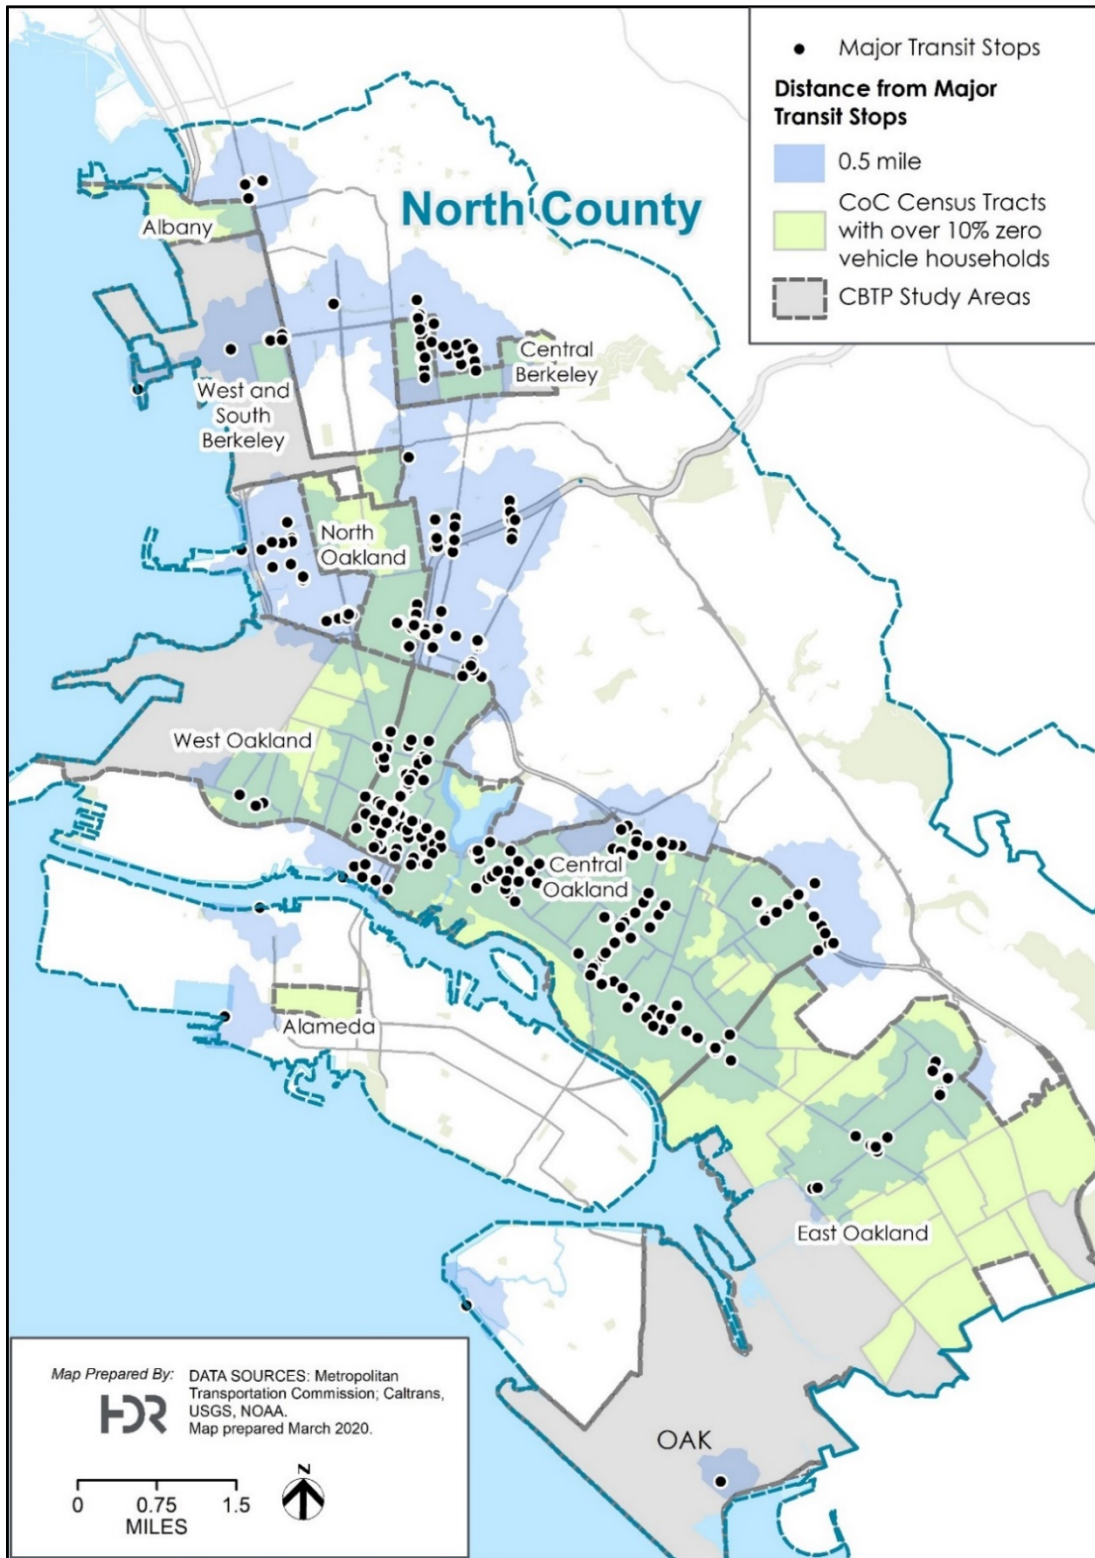 Major Transit Stops
Distance from Major
Transit Stops
0.5 mile
CoC Census Tracts
with over 10% zero
vehicle households
CBTP Study Areas
North County
Albany
Central
Berkeley
West and
South
Berkeley
North
Oakland
West Oakland
Central
Oakland
Alameda
East Oakland
OAK
Map Prepared By:
HDR
DATA SOURCES: Metropolitan
Transportation Commission; Caltrans,
USGS, NOAA.
Map prepared March 2020.
N
0 0.75 1.5
MILES